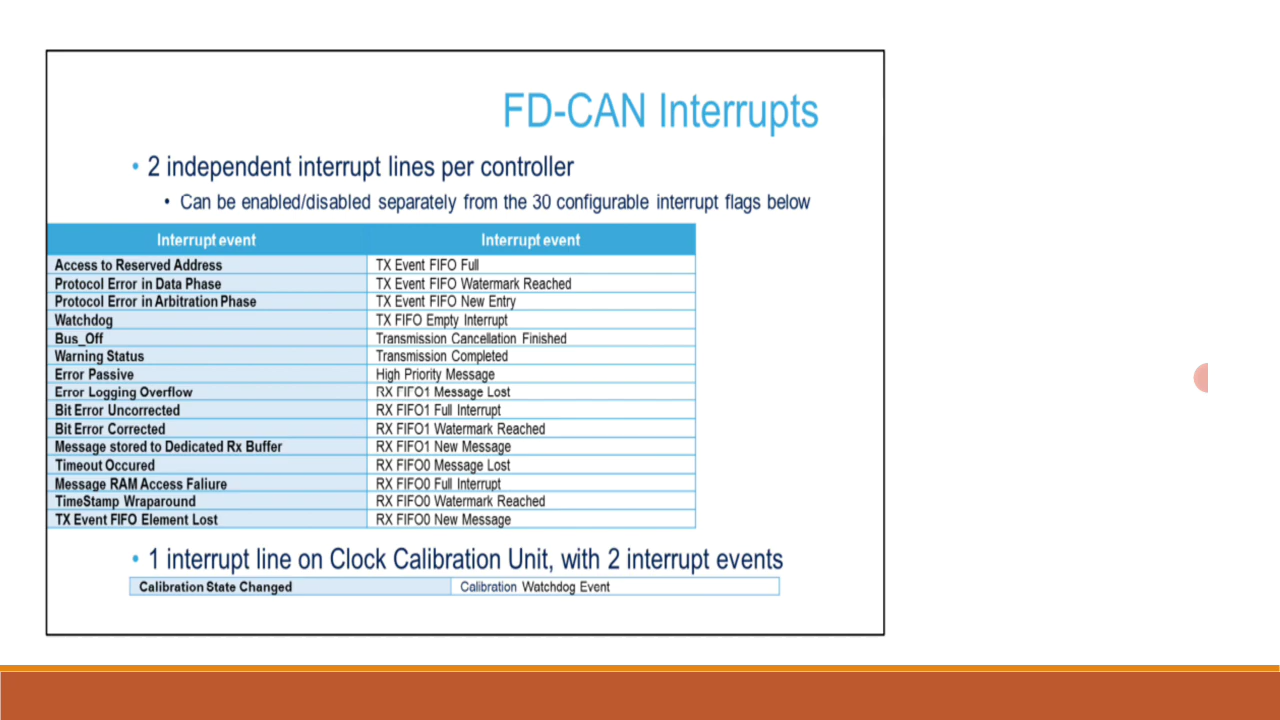 FD-CAN Interrupts
• 2 independent interrupt lines per controller
• Can be enabled/disabled separately from the 30 configurable interrupt flags below
Interrupt event Interrupt event
Access to Reserved Address TX Event FIFO Full
Protocol Error in Data Phase TX Event FIFO Watermark Reached
Protocol Error in Arbitration Phase TX Event FIFO New Entry
Watchdog TX FIFO Empty Interrupt
Bus_Off Transmission Cancellation Finished
Warning Status Transmission Completed
Error Passive High Priority Message
Error Logging Overflow RX FIFO1 Message Lost
Bit Error Uncorrected RX FIFO1 Full Interrupt
Bit Error Corrected RX FIFO1 Watermark Reached
Message stored to Dedicated Rx Buffer RX FIFO1 New Message
Timeout Occured RX FIFO0 Message Lost
Message RAM Access Faliure RX FIFO0 Full Interrupt
TimeStamp Wraparound RX FIFO0 Watermark Reached
TX Event FIFO Element Lost RX FIFO0 New Message
• 1 interrupt line on Clock Calibration Unit, with 2 interrupt events
Calibration State Changed Calibration Watchdog Event